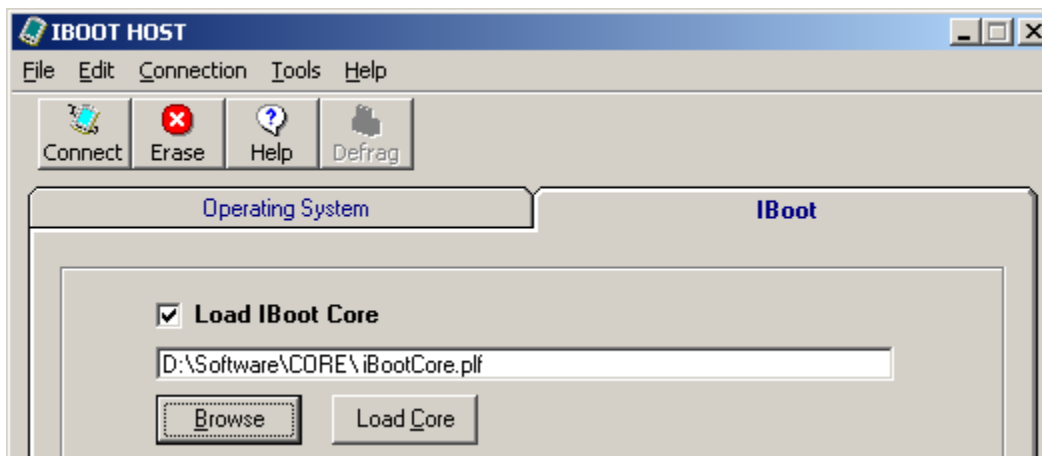 IBOOT HOST
File Edit Connection Tools Help
Connect Erase Help Defrag
Operating System IBoot
Load IBoot Core
D:\Software\CORE\iBootCore.plf
Browse Load Core